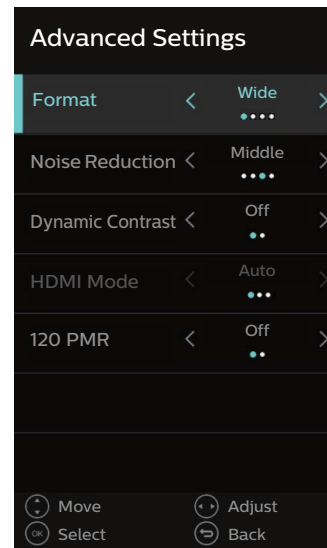 Advanced Settings
Format < Wide >
Noise Reduction < Middle >
Dynamic Contrast < Off >
HDMI Mode < Auto >
120 PMR < Off >
Move Adjust
OK Select Back